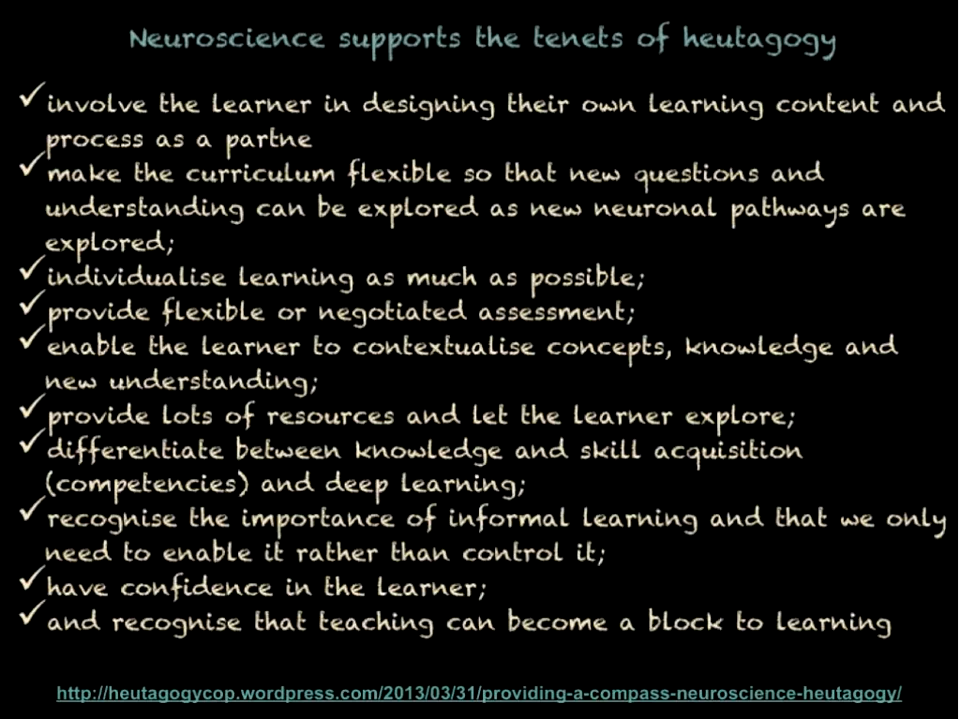 Neuroscience supports the tenets of heutagogy
✓involve the learner in designing their own learning content and
process as a partne
✓make the curriculum flexible so that new questions and
understanding can be explored as new neuronal pathways are
explored;
✓individualise learning as much as possible;
✓provide flexible or negotiated assessment;
✓enable the learner to contextualise concepts, knowledge and
new understanding;
✓provide lots of resources and let the learner explore;
✓differentiate between knowledge and skill acquisition
(competencies) and deep learning;
✓recognise the importance of informal learning and that we only
need to enable it rather than control it;
✓have confidence in the learner;
✓and recognise that teaching can become a block to learning
http://heutagogycop.wordpress.com/2013/03/31/providing-a-compass-neuroscience-heutagogy/